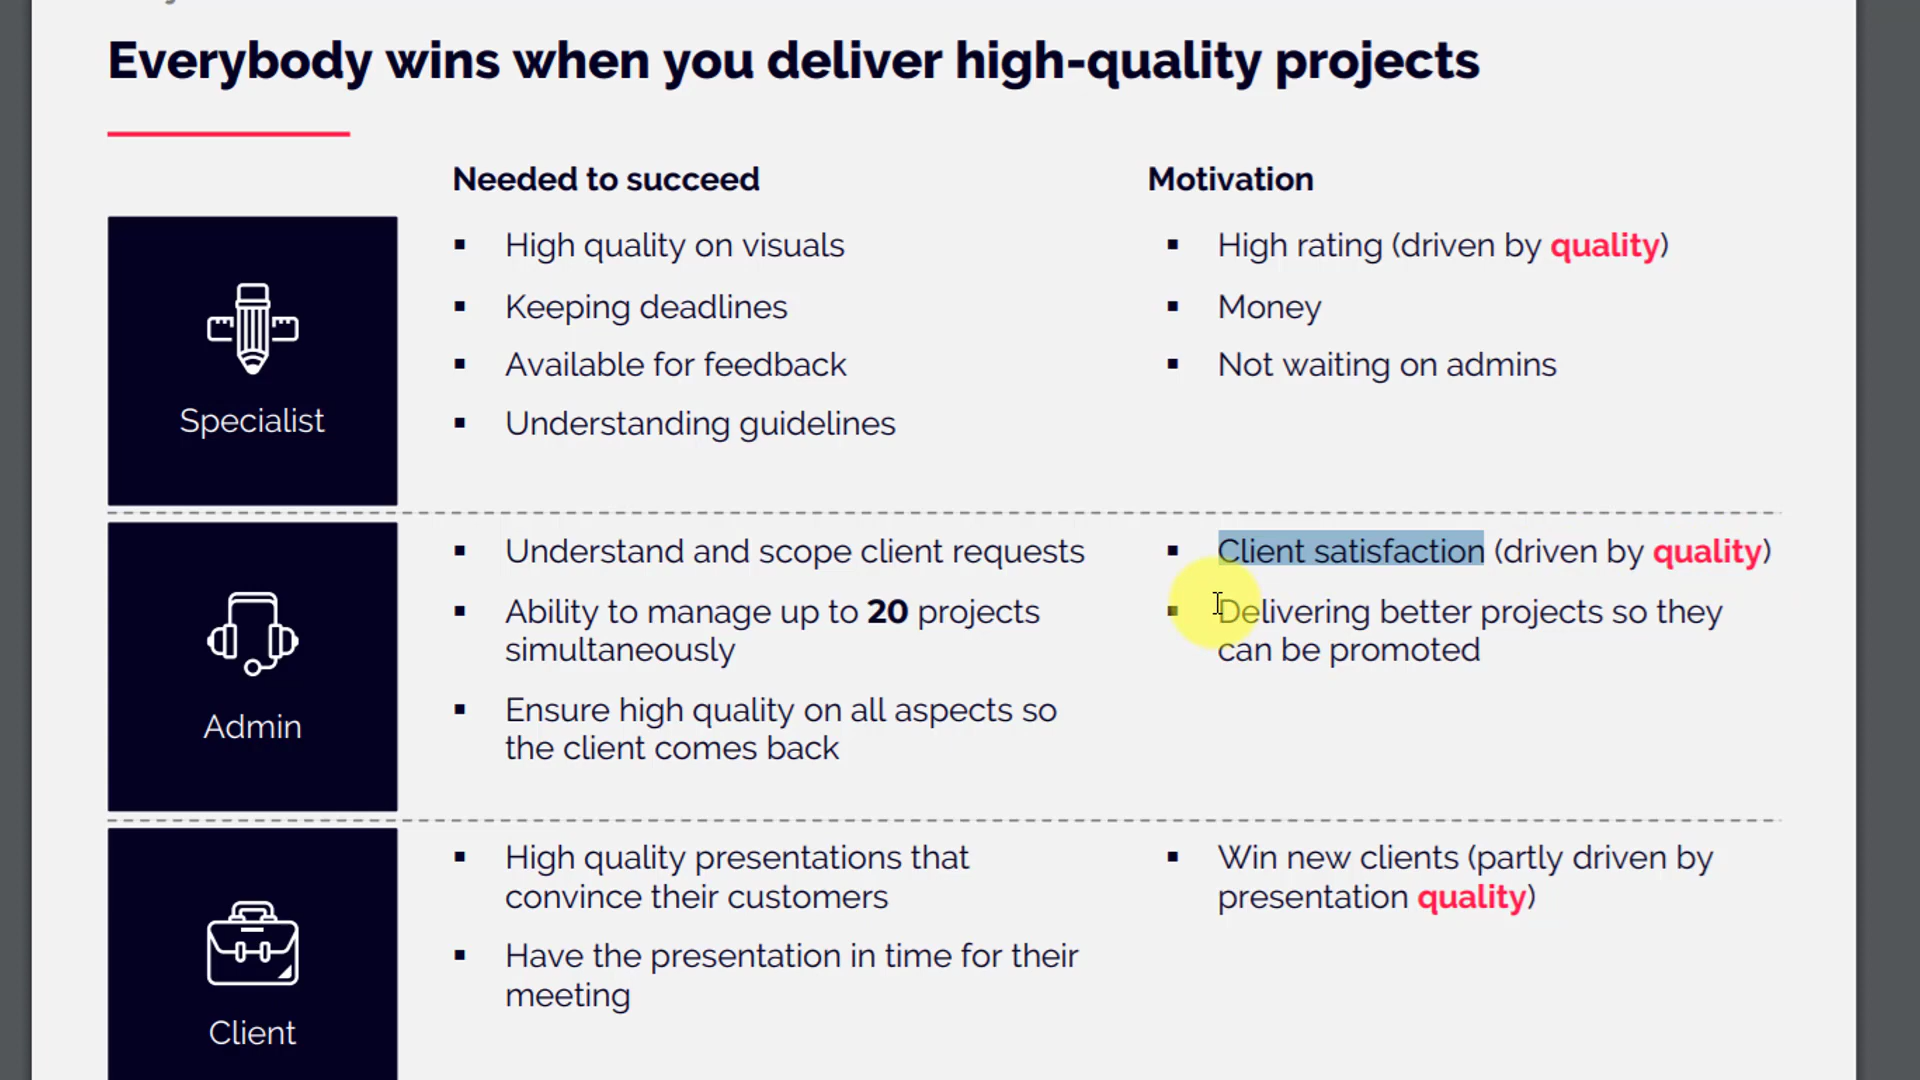 Everybody wins when you deliver high-quality projects
Needed to succeed
Motivation
Specialist
▪ High quality on visuals
▪ Keeping deadlines
▪ Available for feedback
▪ Understanding guidelines
▪ High rating (driven by quality)
▪ Money
▪ Not waiting on admins
Admin
▪ Understand and scope client requests
▪ Ability to manage up to 20 projects
simultaneously
▪ Ensure high quality on all aspects so
the client comes back
▪ Client satisfaction (driven by quality)
▪ Delivering better projects so they
can be promoted
Client
▪ High quality presentations that
convince their customers
▪ Have the presentation in time for their
meeting
▪ Win new clients (partly driven by
presentation quality)